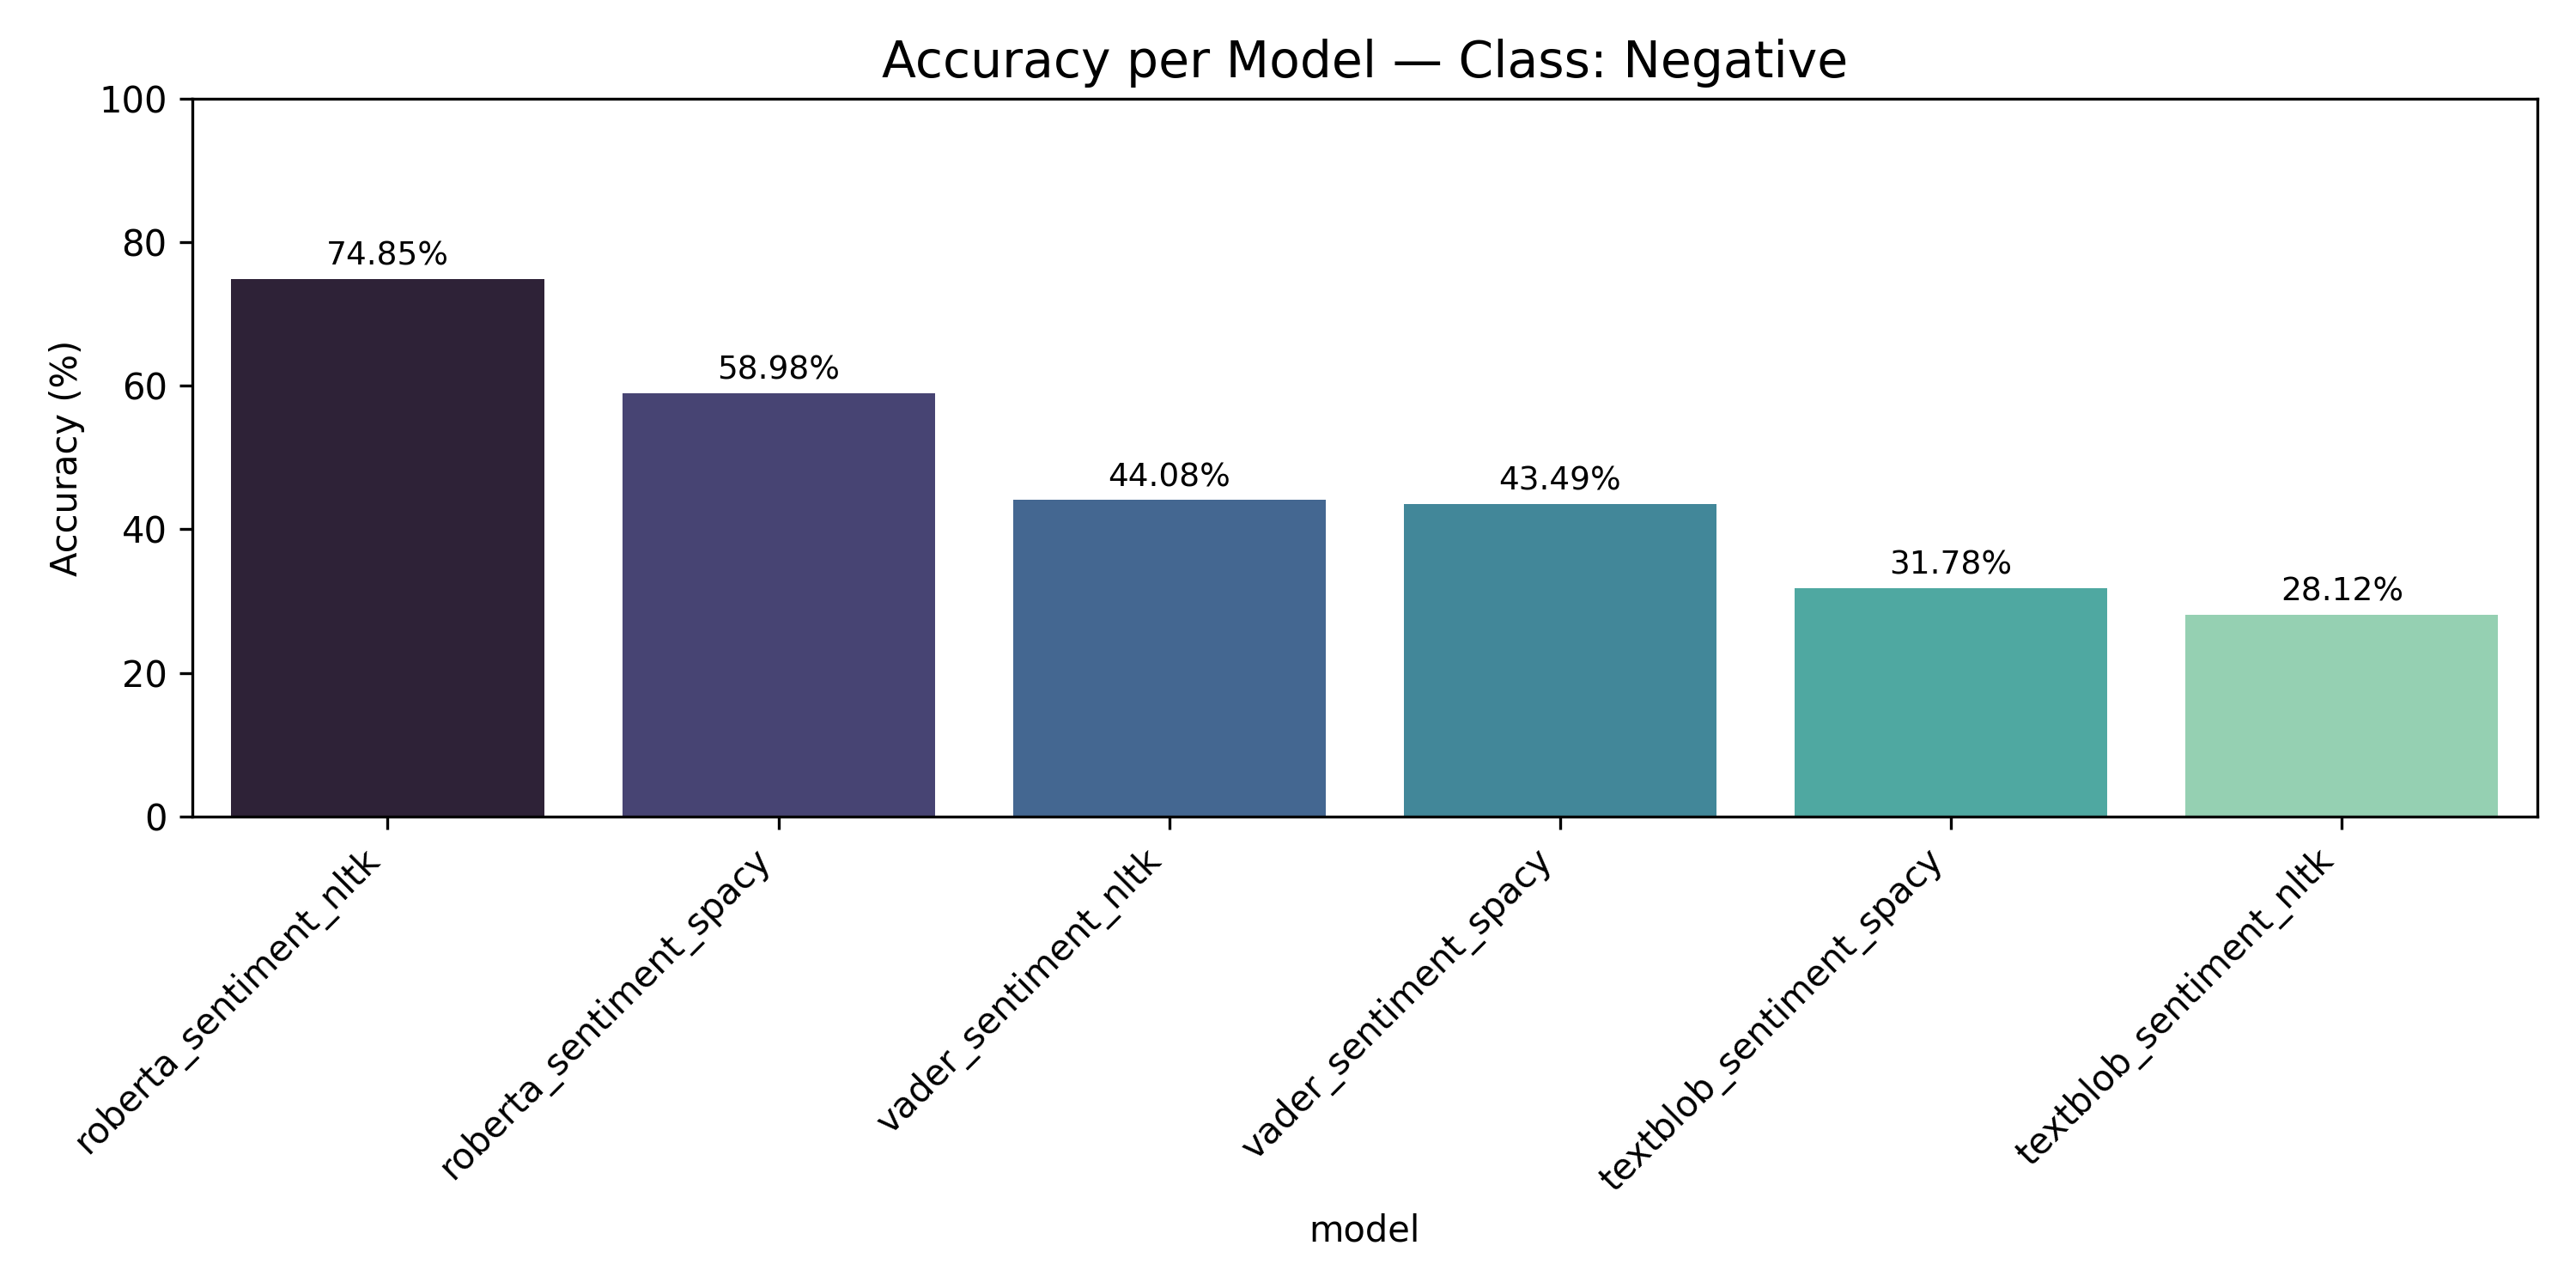 Accuracy per Model — Class: Negative
Accuracy (%)
100
80
60
40
20
0
74.85%
58.98%
44.08%
43.49%
31.78%
28.12%
roberta_sentiment_nltk
roberta_sentiment_spacy
vader_sentiment_nltk
vader_sentiment_spacy
textblob_sentiment_spacy
textblob_sentiment_nltk
model